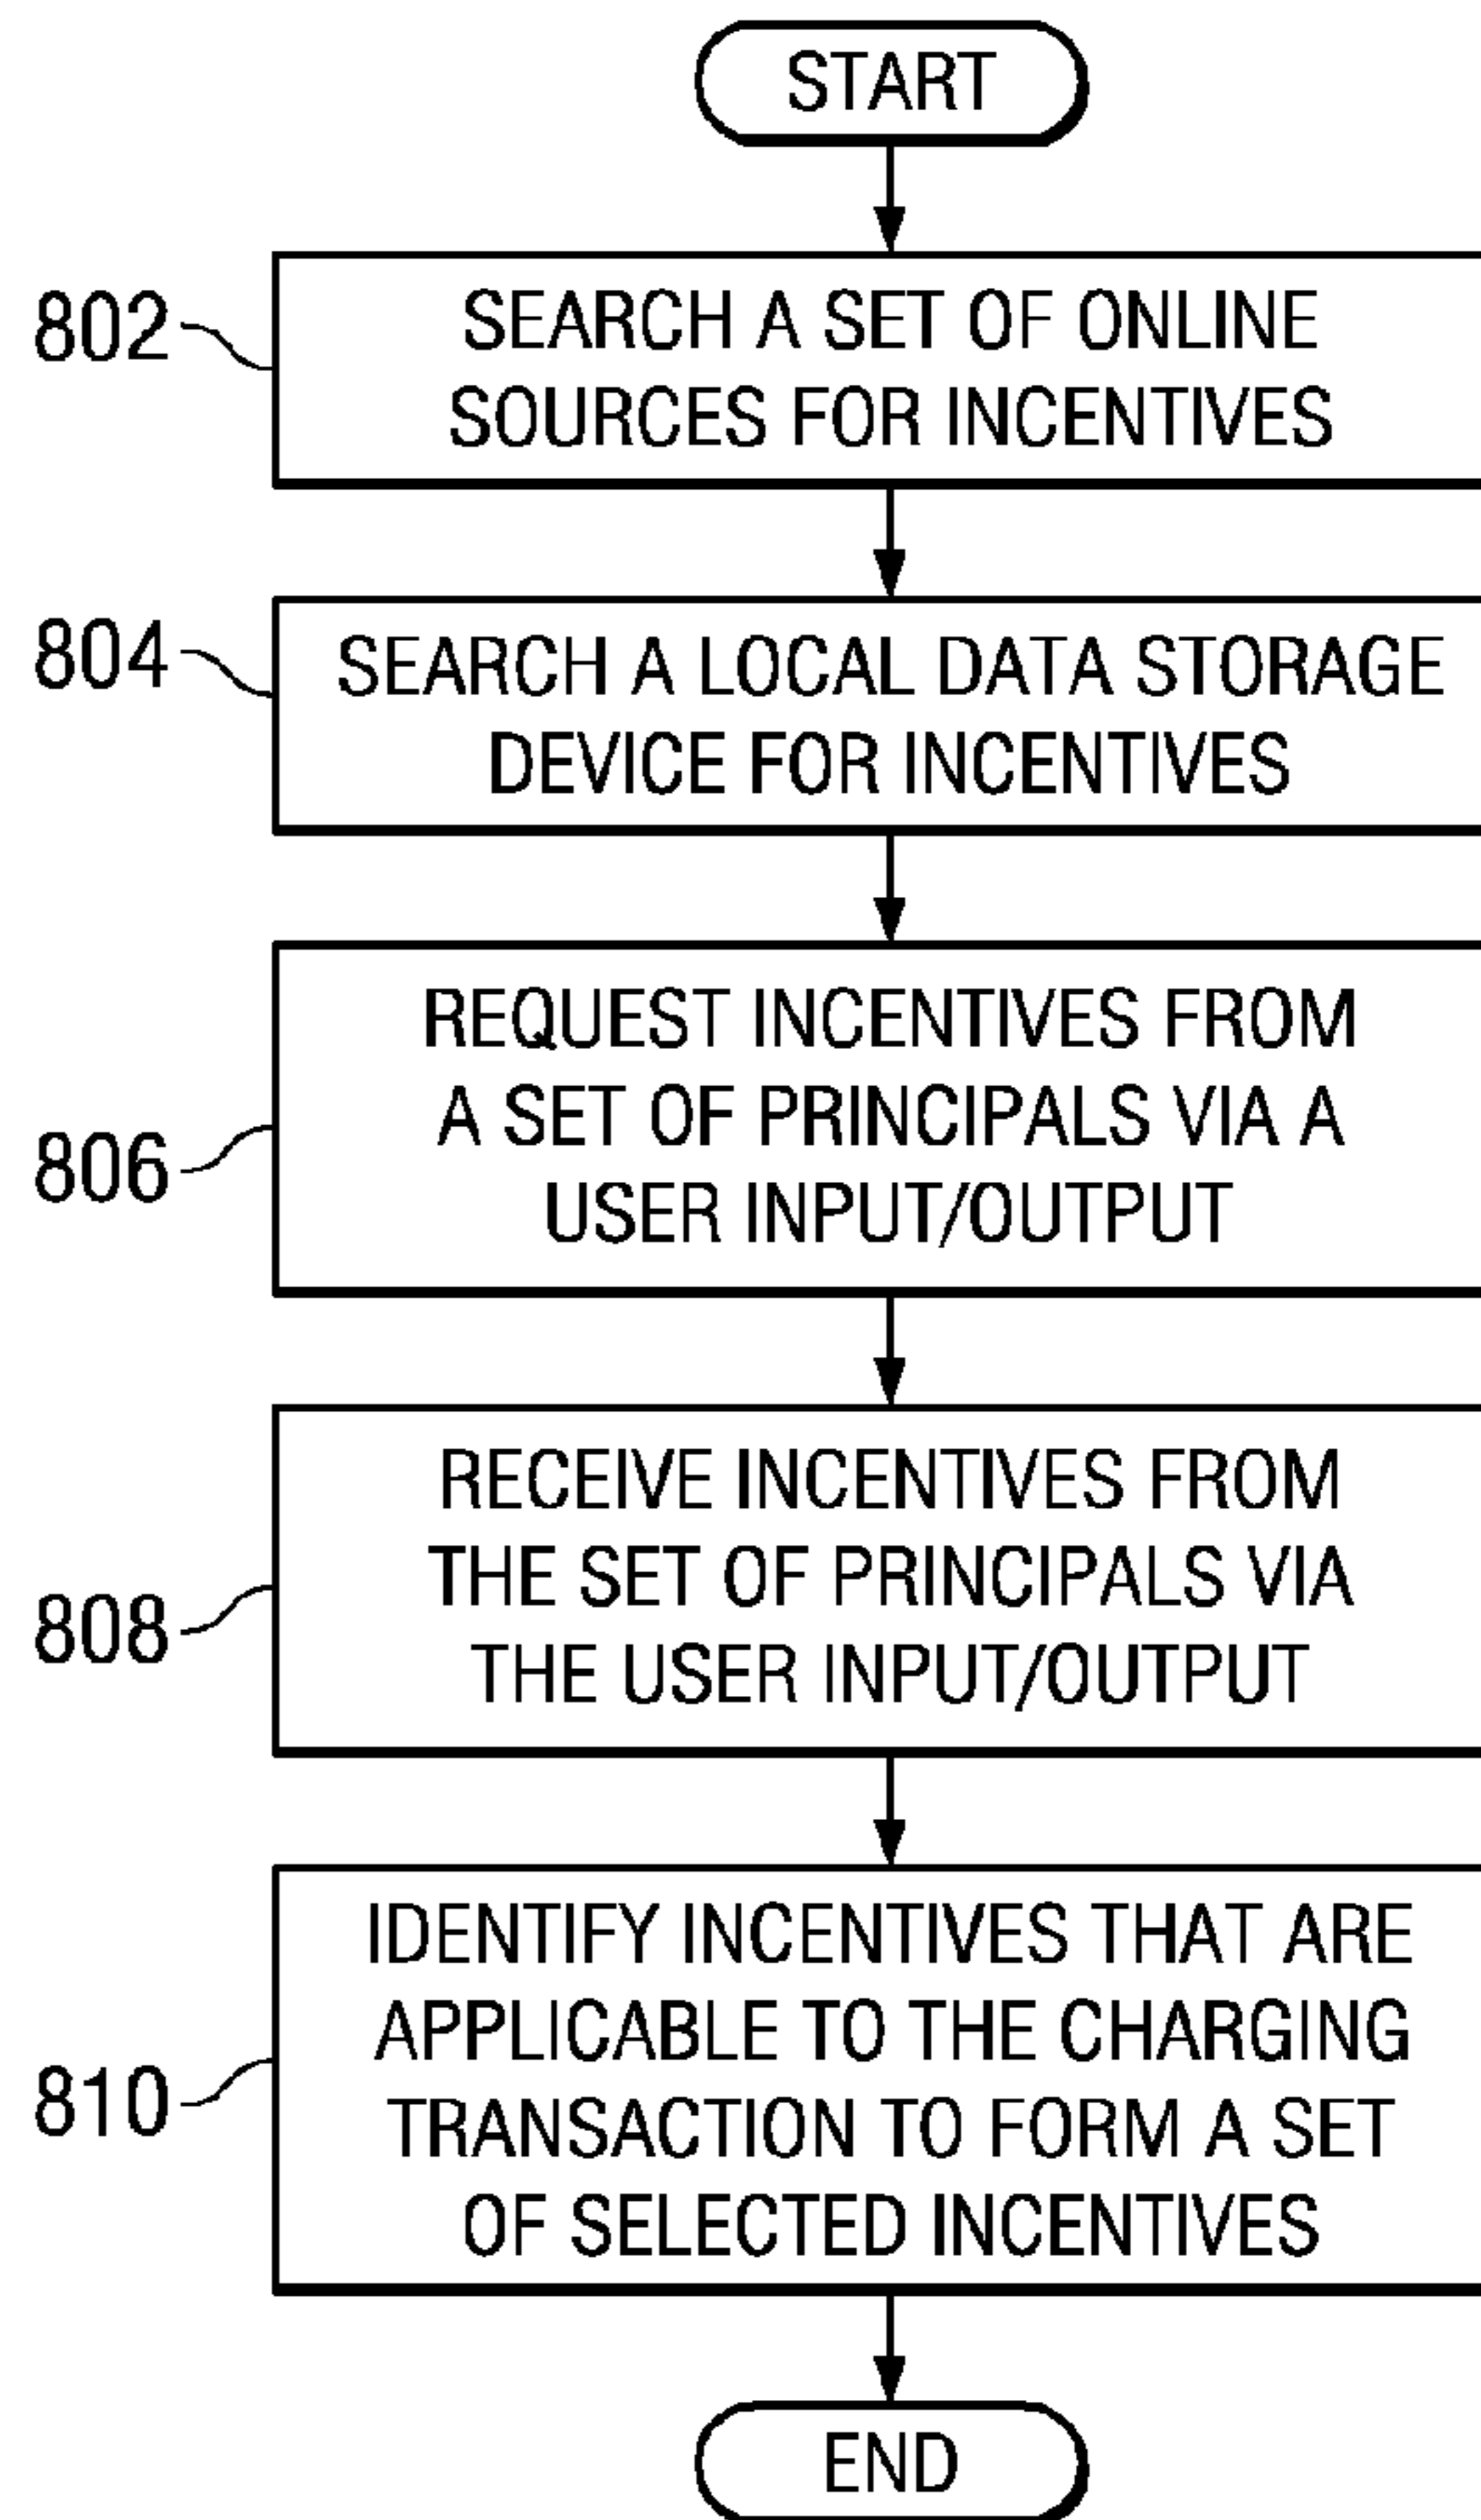 START
802
SEARCH A SET OF ONLINE
SOURCES FOR INCENTIVES
804
SEARCH A LOCAL DATA STORAGE
DEVICE FOR INCENTIVES
806
REQUEST INCENTIVES FROM
A SET OF PRINCIPALS VIA A
USER INPUT/OUTPUT
808
RECEIVE INCENTIVES FROM
THE SET OF PRINCIPALS VIA
THE USER INPUT/OUTPUT
810
IDENTIFY INCENTIVES THAT ARE
APPLICABLE TO THE CHARGING
TRANSACTION TO FORM A SET
OF SELECTED INCENTIVES
END